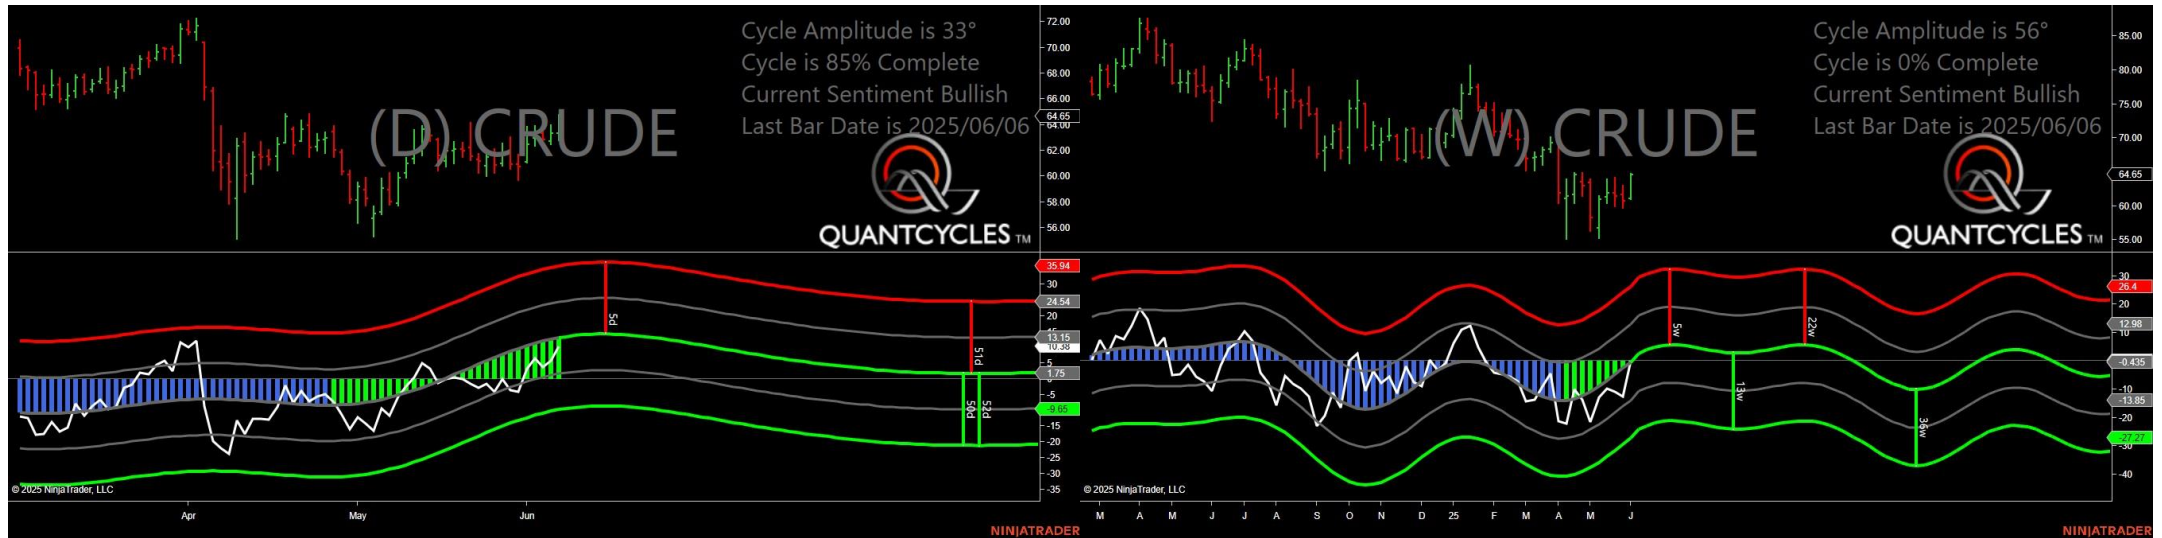 Cycle Amplitude is 33°
Cycle is 85% Complete
Current Sentiment Bullish
Last Bar Date is 2025/06/06
(D) CRUDE
QUANTCYCLES TM
72.00
70.00
68.00
66.00
64.65
64.00
62.00
60.00
58.00
56.00
35.94
30
24.54
20
15
13.15
10.38
5
1.75
-5
-9.65
-15
-20
-25
-30
-35
5d
51d
50d
52d
© 2025 NinjaTrader, LLC
Apr
May
Jun
NINJATRADER
Cycle Amplitude is 56°
Cycle is 0% Complete
Current Sentiment Bullish
Last Bar Date is 2025/06/06
(W) CRUDE
QUANTCYCLES TM
85.00
80.00
75.00
70.00
64.65
60.00
55.00
30
26.4
20
12.98
10
-0.435
-10
-13.85
-20
-27.27
-30
-40
5w
22w
13w
36w
© 2025 NinjaTrader, LLC
M A M J J A S O N D 25 F M A M J
NINJATRADER